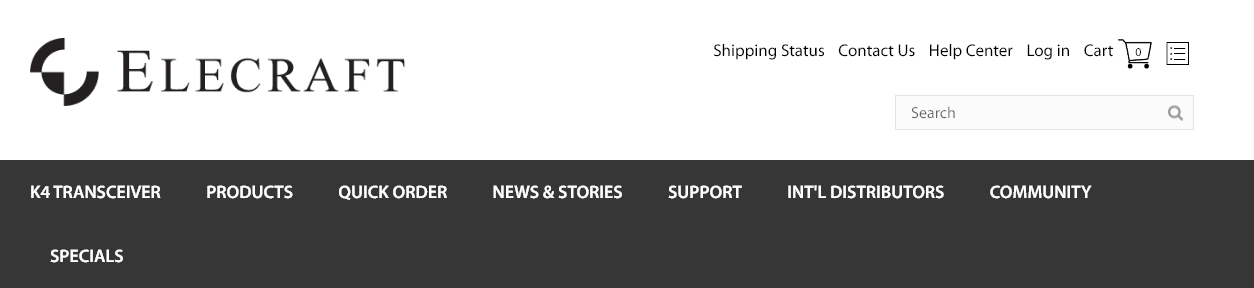 ELECRAFT
Shipping Status Contact Us Help Center Log in Cart 0
Search
K4 TRANSCEIVER PRODUCTS QUICK ORDER NEWS & STORIES SUPPORT INT'L DISTRIBUTORS COMMUNITY
SPECIALS